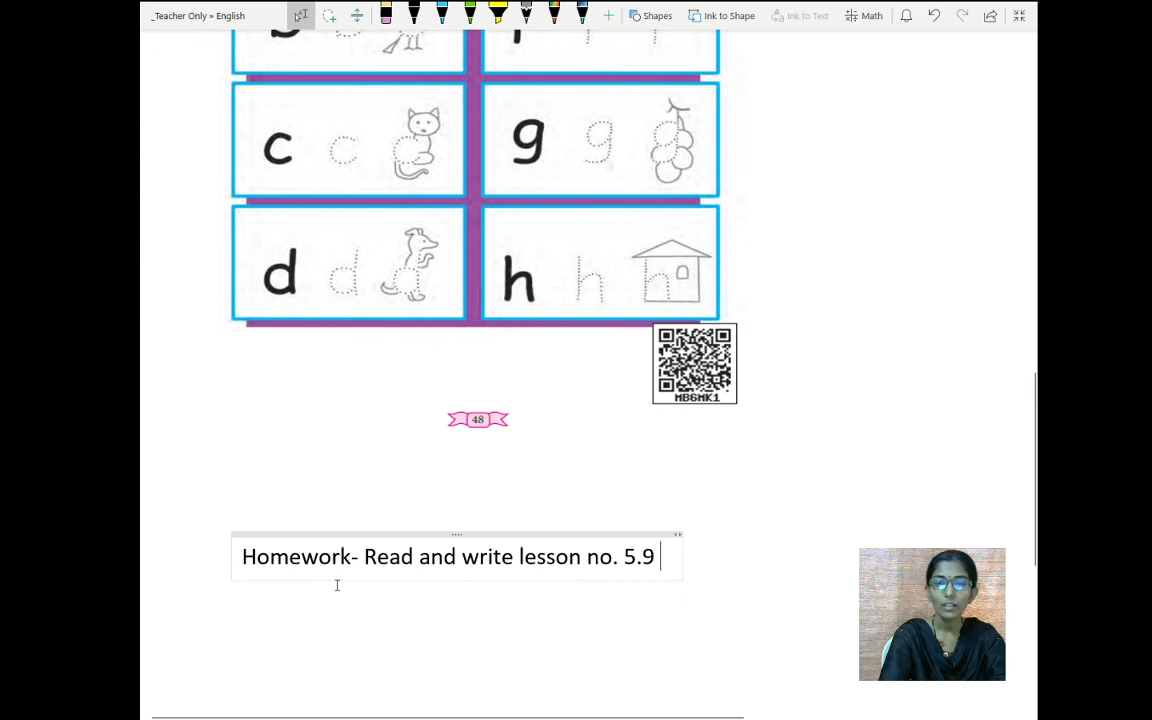 _Teacher Only » English
Shapes
Ink to Shape
Ink to Text
Math
c c
g g g
d d d
h h h
MB6MK1
48
Homework- Read and write lesson no. 5.9